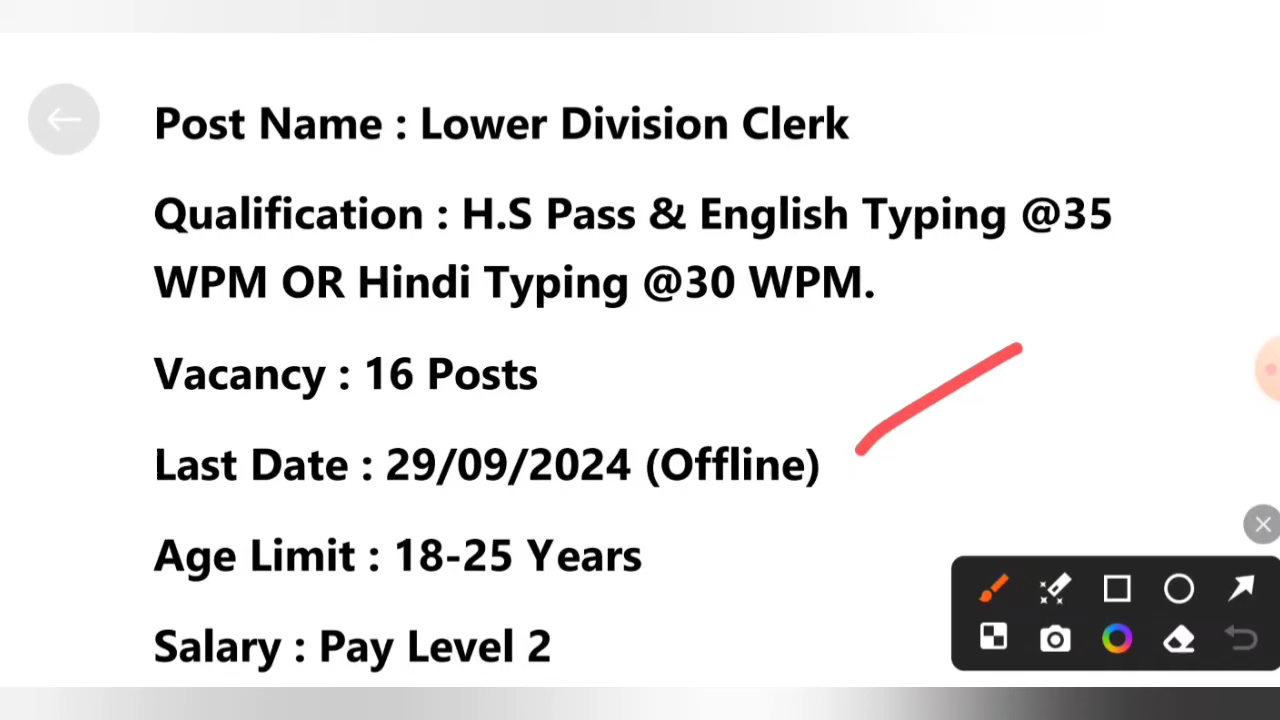 Post Name : Lower Division Clerk
Qualification : H.S Pass & English Typing @35
WPM OR Hindi Typing @30 WPM.
Vacancy : 16 Posts
Last Date : 29/09/2024 (Offline)
Age Limit : 18-25 Years
Salary : Pay Level 2